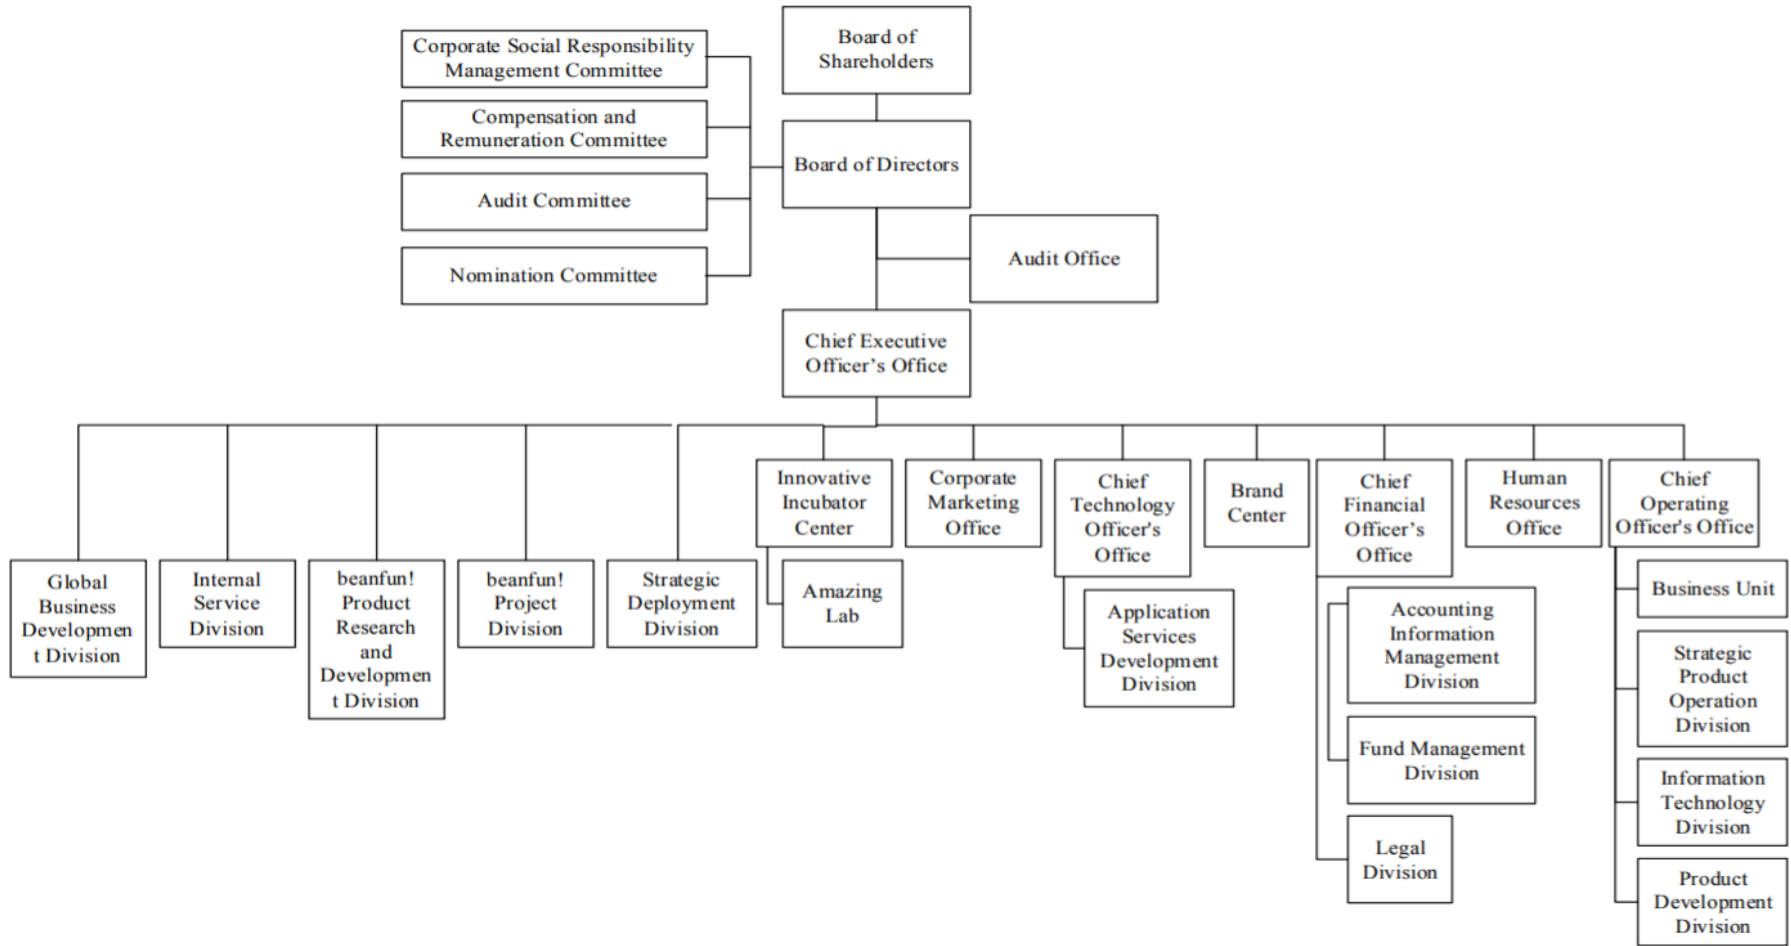 Board of
Shareholders
Corporate Social Responsibility
Management Committee
Compensation and
Remuneration Committee
Board of Directors
Audit Committee
Audit Office
Nomination Committee
Chief Executive
Officer’s Office
Innovative
Incubator
Center
Corporate
Marketing
Office
Chief
Technology
Officer's
Office
Brand
Center
Chief
Financial
Officer’s
Office
Human
Resources
Office
Chief
Operating
Officer's Office
Global
Business
Developmen
t Division
Internal
Service
Division
beanfun!
Product
Research
and
Developmen
t Division
beanfun!
Project
Division
Strategic
Deployment
Division
Amazing
Lab
Application
Services
Development
Division
Accounting
Information
Management
Division
Fund Management
Division
Legal
Division
Business Unit
Strategic
Product
Operation
Division
Information
Technology
Division
Product
Development
Division